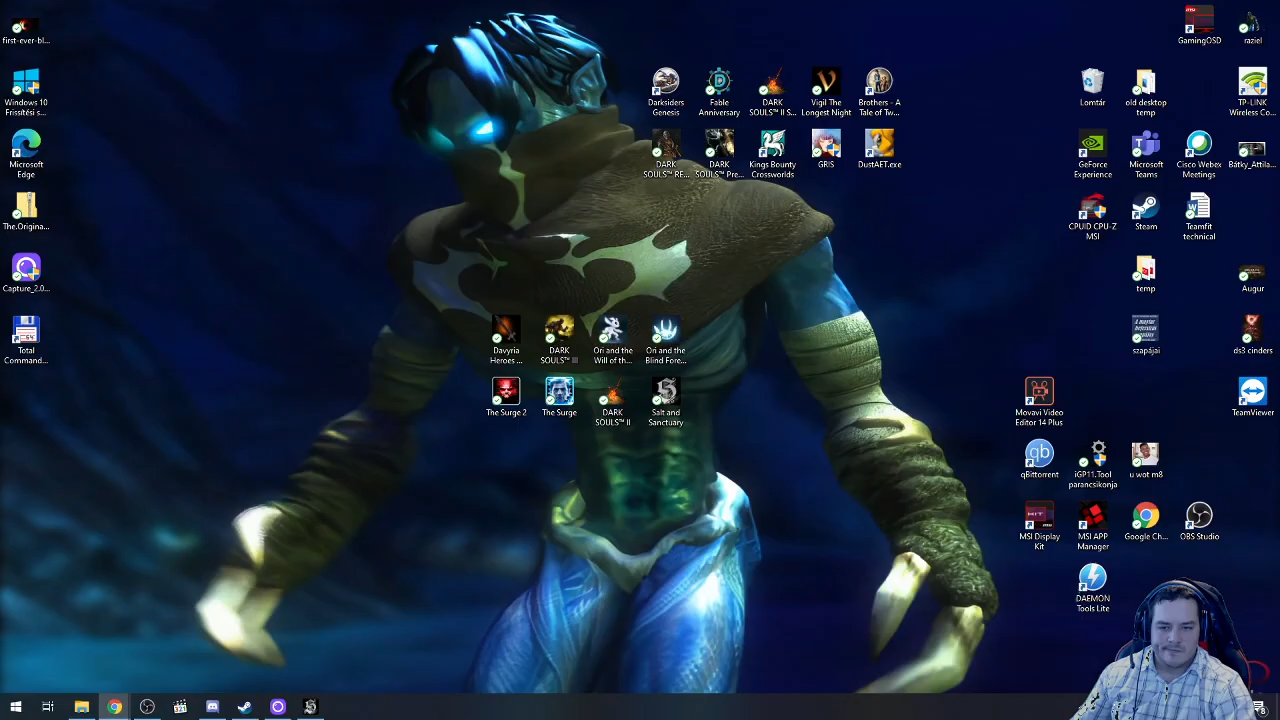 first-ever-bl...
GamingOSD
raziel
Windows 10
Frissítési s...
Darksiders
Genesis
Fable
Anniversary
DARK
SOULS™ II S...
Vigil The
Longest Night
Brothers - A
Tale of Tw...
Lomtár
old desktop
temp
TP-LINK
Wireless Co...
Microsoft
Edge
DARK
SOULS™ RE...
DARK
SOULS™ Pre...
Kings Bounty
Crossworlds
GRIS
DustAET.exe
GeForce
Experience
Microsoft
Teams
Cisco Webex
Meetings
Bátky_Attila...
The.Origina...
CPUID CPU-Z
MSI
Steam
Teamfit
technical
Capture_2.0...
temp
Augur
Total
Command...
64
Davyria
Heroes ...
DARK
SOULS™ III
Ori and the
Will of th...
Ori and the
Blind Fore...
szapájai
ds3 cinders
The Surge 2
The Surge
DARK
SOULS™ II
Salt and
Sanctuary
Movavi Video
Editor 14 Plus
TeamViewer
qb
qBittorrent
iGP11.Tool
parancsikonja
u wot m8
MSI Display
Kit
MSI APP
Manager
Google Ch...
OBS Studio
DAEMON
Tools Lite